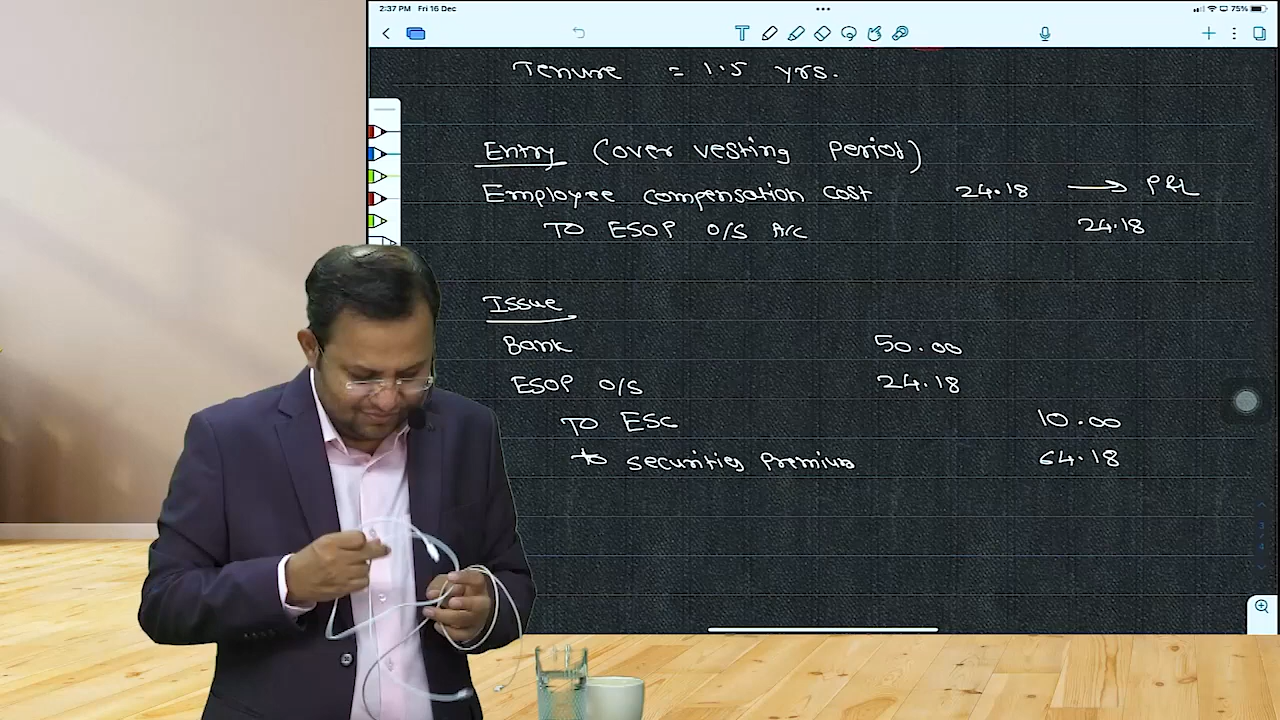 2:37 PM Fri 16 Dec
75%
Tenure = 1.5 yrs.
Entry (over vesting Period)
Employee compensation cost 24.18 → P&L
TO ESOP O/S A/c 24.18
Issue
Bank 50.00
ESOP O/S 24.18
TO ESC 10.00
to securities Premium 64.18